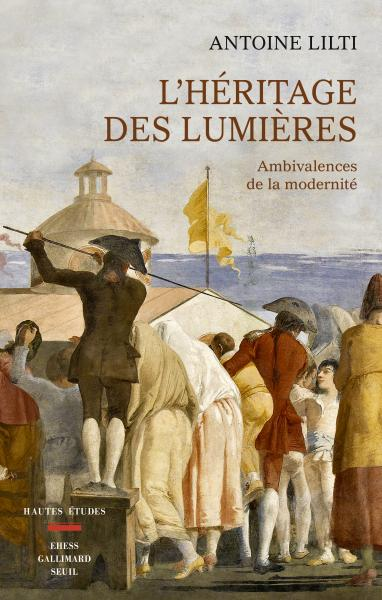 ANTOINE LILTI
L'HÉRITAGE
DES LUMIÈRES
Ambivalences
de la modernité
HAUTES ÉTUDES
EHESS
GALLIMARD
SEUIL